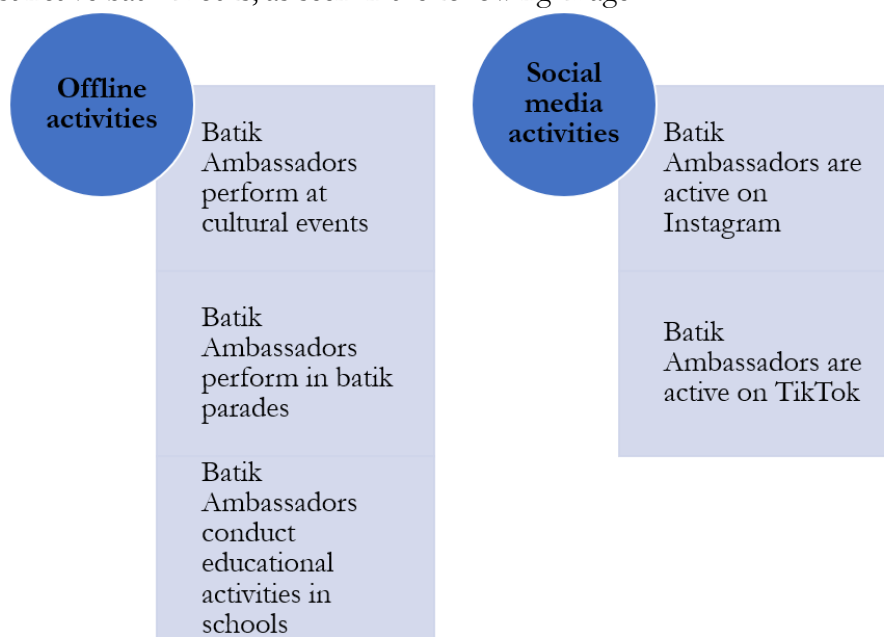 Offline
activities
Batik
Ambassadors
perform at
cultural events
Batik
Ambassadors
perform in batik
parades
Batik
Ambassadors
conduct
educational
activities in
schools
Social
media
activities
Batik
Ambassadors are
active on
Instagram
Batik
Ambassadors are
active on TikTok